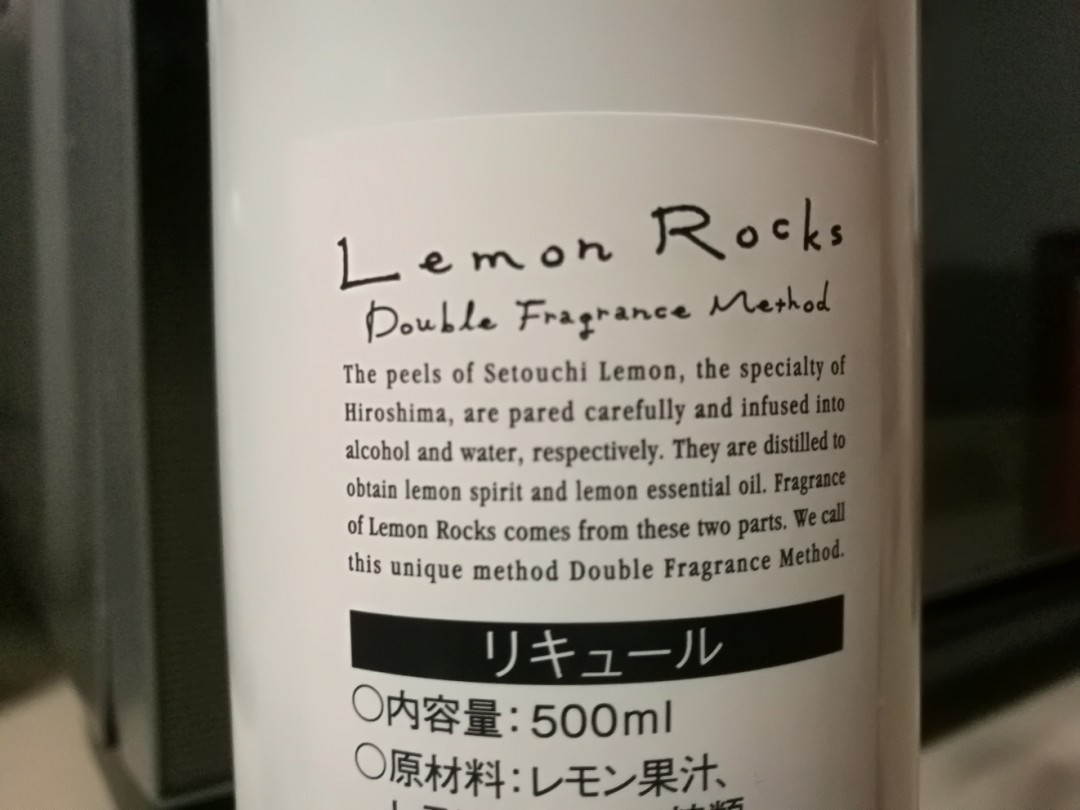 Lemon Rocks
Double Fragrance Method
The peels of Setouchi Lemon, the specialty of
Hiroshima, are pared carefully and infused into
alcohol and water, respectively. They are distilled to
obtain lemon spirit and lemon essential oil. Fragrance
of Lemon Rocks comes from these two parts. We call
this unique method Double Fragrance Method.
リキュール
○内容量:500ml
○原材料:レモン果汁、